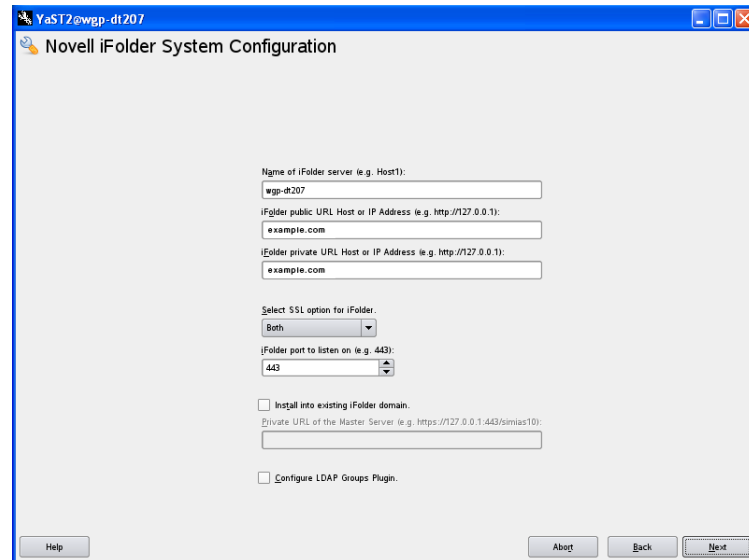 YaST2@wgp-dt207
Novell iFolder System Configuration
Name of iFolder server (e.g. Host1):
wgp-dt207
iFolder public URL Host or IP Address (e.g. http://127.0.0.1):
example.com
iFolder private URL Host or IP Address (e.g. http://127.0.0.1):
example.com
Select SSL option for iFolder.
Both
iFolder port to listen on (e.g. 443):
443
Install into existing iFolder domain.
Private URL of the Master Server (e.g. https://127.0.0.1:443/simias10):
Configure LDAP Groups Plugin.
Help Abort Back Next